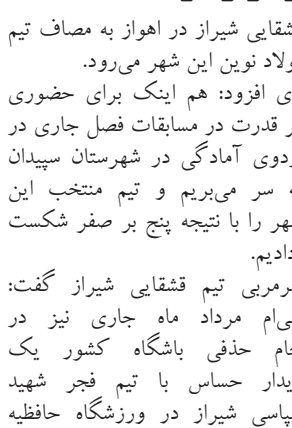 شقایی شیراز در اهواز به مصاف تیم
ولاد نوین این شهر می‌رود.
ی افزود: هم اینک برای حضوری
ر قدرت در مسابقات فصل جاری در
ردوی آمادگی در شهرستان سپیدان
ه سر می‌بریم و تیم منتخب این
هر را با نتیجه پنج بر صفر شکست
دادیم.
رمربی تیم قشقایی شیراز گفت:
ی‌ام مرداد ماه جاری نیز در
ام حذفی باشگاه کشور یک
یدار حساس با تیم فجر شهید
پاسی شیراز در ورزشگاه حافظیه